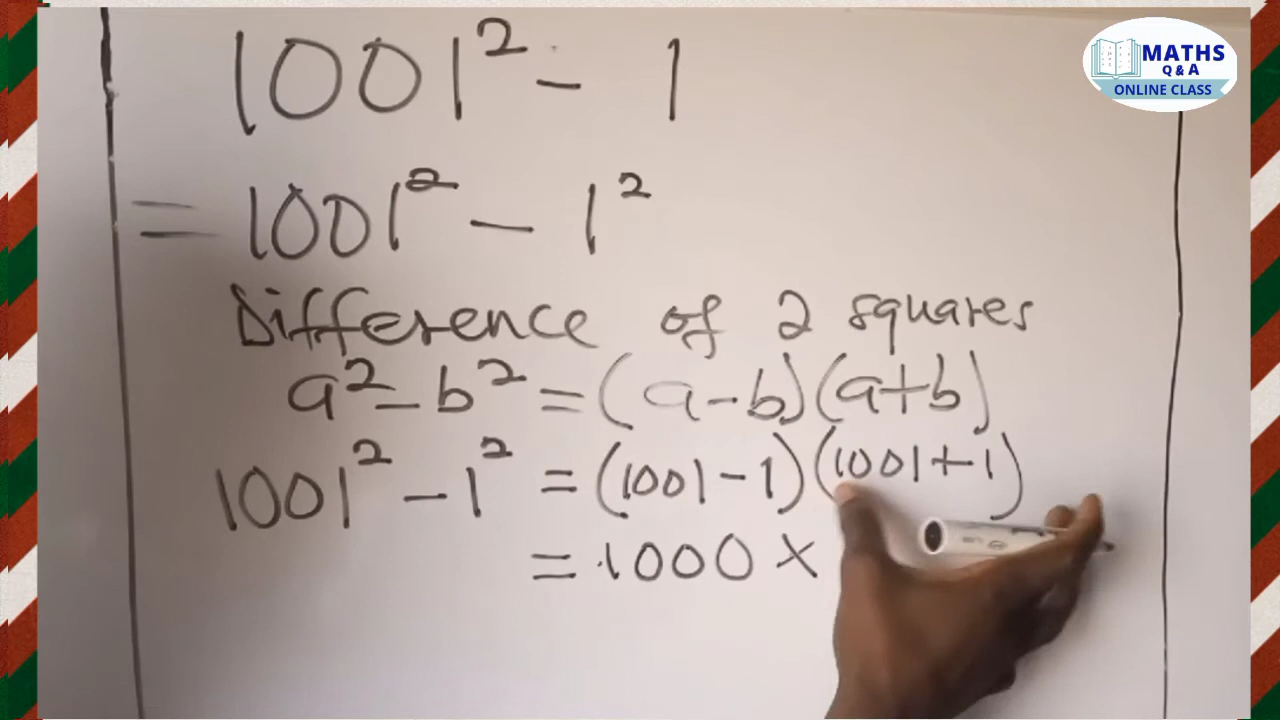 1001² - 1
= 1001² - 1²
Difference of 2 squares
a² - b² = (a-b)(a+b)
1001² - 1² = (1001-1)(1001+1)
= 1000 ×
MATHS
Q & A
ONLINE CLASS